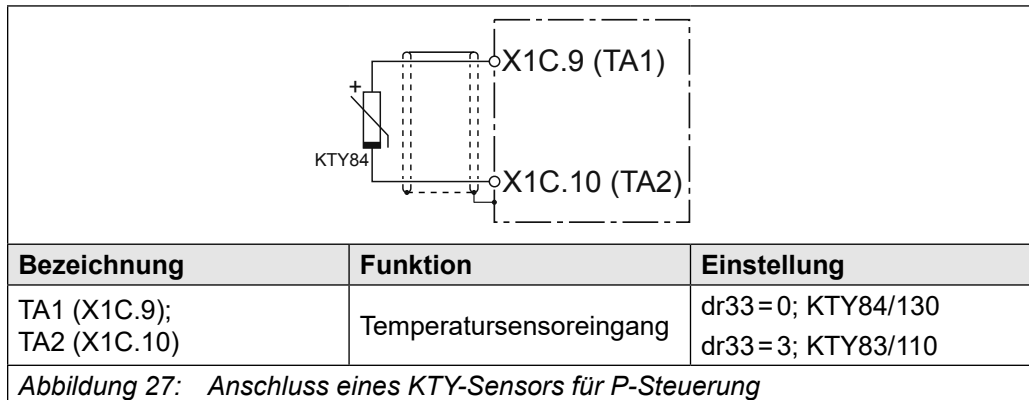 X1C.9 (TA1)
+
KTY84
X1C.10 (TA2)
Bezeichnung Funktion Einstellung
TA1 (X1C.9);
TA2 (X1C.10)
Temperatursensoreingang
dr33 = 0; KTY84/130
dr33 = 3; KTY83/110
Abbildung 27: Anschluss eines KTY-Sensors für P-Steuerung